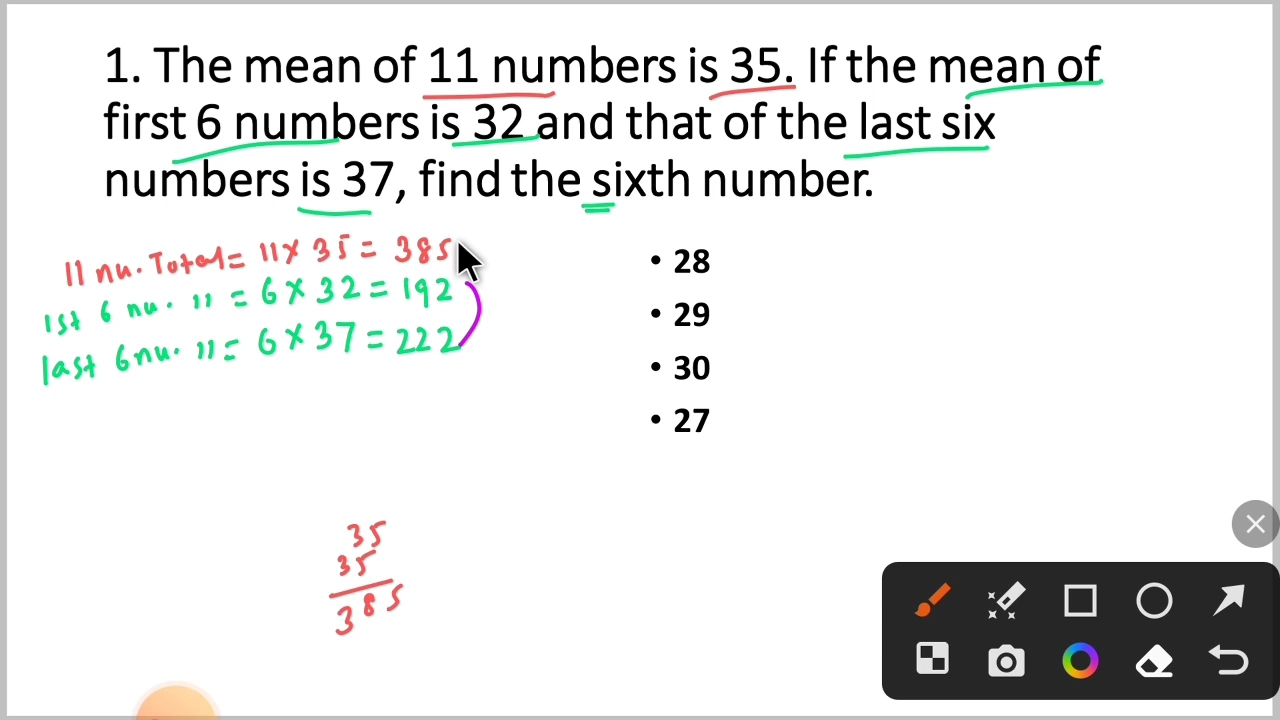 1. The mean of 11 numbers is 35. If the mean of
first 6 numbers is 32 and that of the last six
numbers is 37, find the sixth number.
11 nu. Total = 11 × 35 = 385
1st 6 nu. 11 = 6 × 32 = 192
last 6 nu. 11 = 6 × 37 = 222
• 28
• 29
• 30
• 27
35
35
385